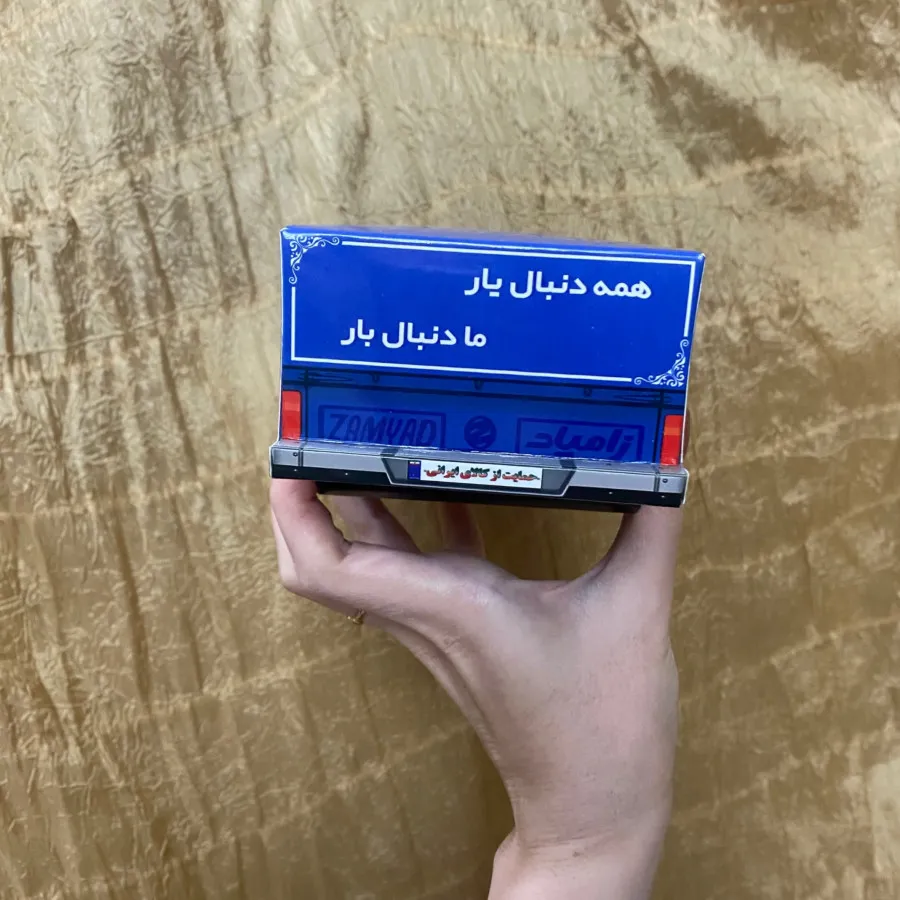 همه دنبال یار
ما دنبال بار
ZAMYAD زامیاد
حمایت از کالای ایرانی